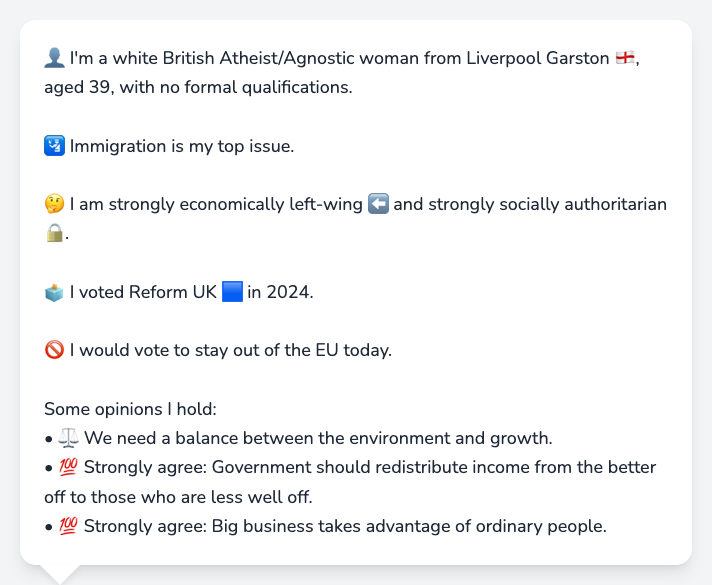 👤 I'm a white British Atheist/Agnostic woman from Liverpool Garston 🏴󠁧󠁢󠁥󠁮󠁧󠁿,
aged 39, with no formal qualifications.
🛂 Immigration is my top issue.
🤔 I am strongly economically left-wing ⬅️ and strongly socially authoritarian
🔒.
🗳️ I voted Reform UK 🟦 in 2024.
🚫 I would vote to stay out of the EU today.
Some opinions I hold:
• ⚖️ We need a balance between the environment and growth.
• 💯 Strongly agree: Government should redistribute income from the better
off to those who are less well off.
• 💯 Strongly agree: Big business takes advantage of ordinary people.